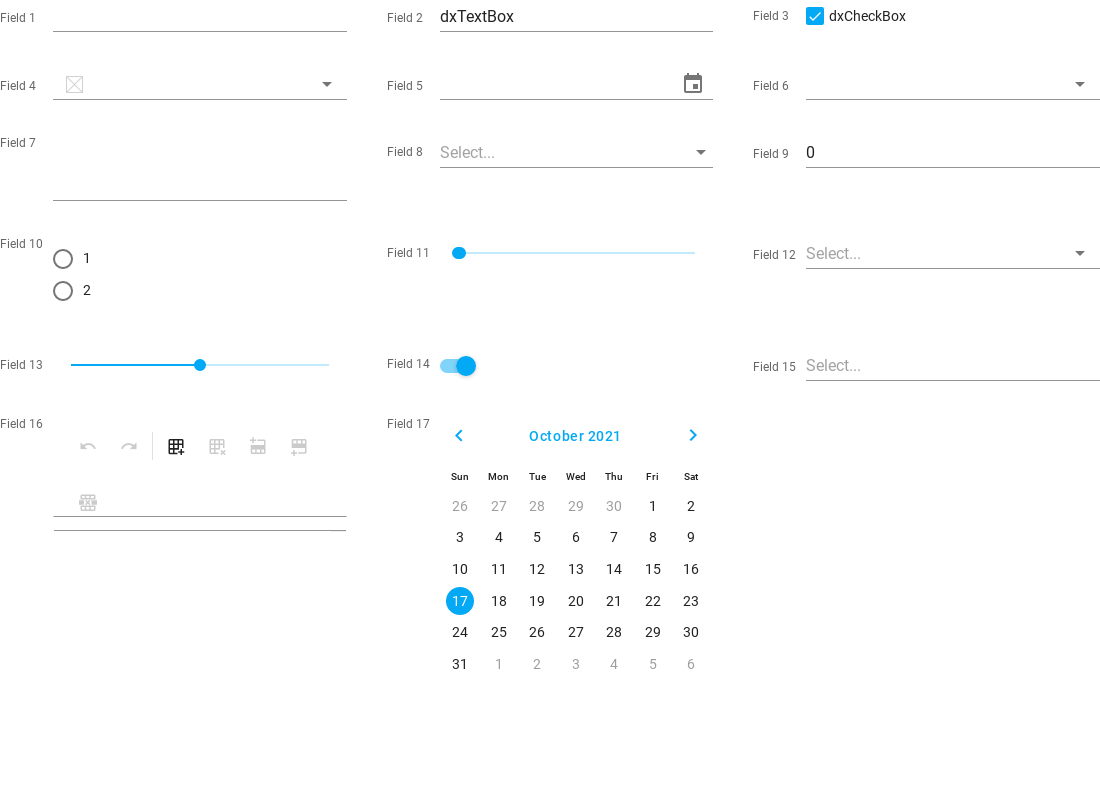 Field 1
Field 2 dxTextBox
Field 3 dxCheckBox
Field 4
Field 5
Field 6
Field 7
Field 8 Select...
Field 9 0
Field 10
1
2
Field 11
Field 12 Select...
Field 13
Field 14
Field 15 Select...
Field 16
Field 17
October 2021
Sun Mon Tue Wed Thu Fri Sat
26 27 28 29 30 1 2
3 4 5 6 7 8 9
10 11 12 13 14 15 16
17 18 19 20 21 22 23
24 25 26 27 28 29 30
31 1 2 3 4 5 6